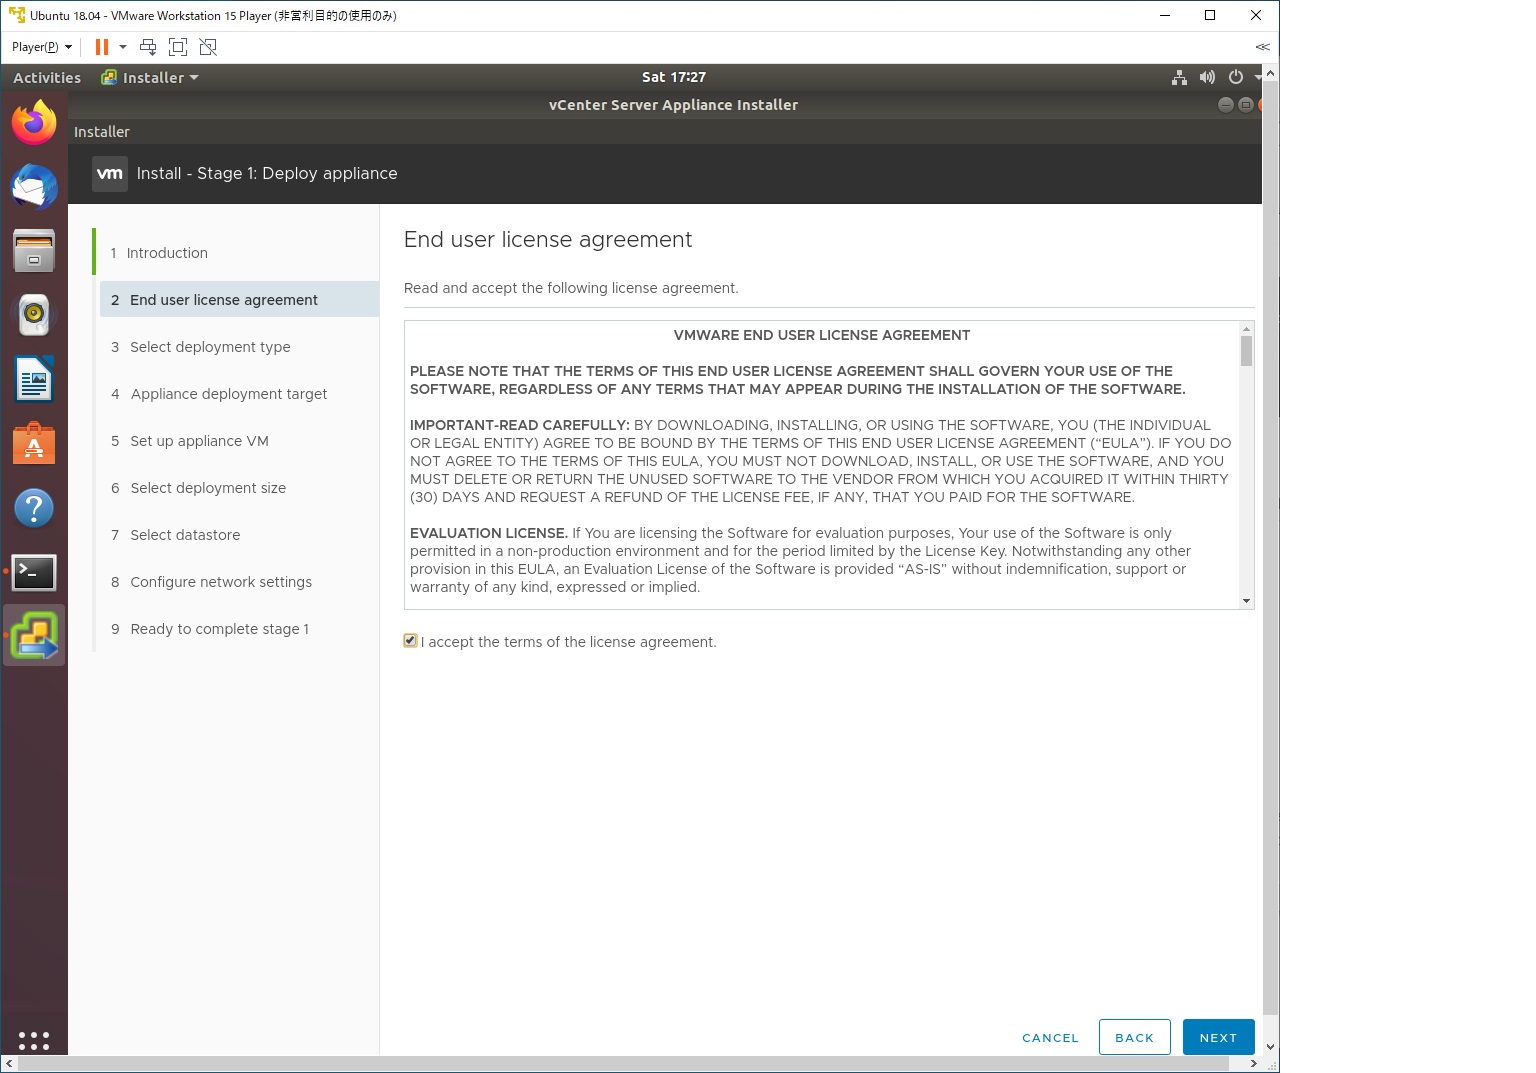 Ubuntu 18.04 - VMware Workstation 15 Player (非営利目的の使用のみ)
Player(P)
Activities
Installer
Sat 17:27
vCenter Server Appliance Installer
Installer
vm
Install - Stage 1: Deploy appliance
1 Introduction
2 End user license agreement
3 Select deployment type
4 Appliance deployment target
5 Set up appliance VM
6 Select deployment size
7 Select datastore
8 Configure network settings
9 Ready to complete stage 1
End user license agreement
Read and accept the following license agreement.
VMWARE END USER LICENSE AGREEMENT
PLEASE NOTE THAT THE TERMS OF THIS END USER LICENSE AGREEMENT SHALL GOVERN YOUR USE OF THE
SOFTWARE, REGARDLESS OF ANY TERMS THAT MAY APPEAR DURING THE INSTALLATION OF THE SOFTWARE.
IMPORTANT-READ CAREFULLY: BY DOWNLOADING, INSTALLING, OR USING THE SOFTWARE, YOU (THE INDIVIDUAL
OR LEGAL ENTITY) AGREE TO BE BOUND BY THE TERMS OF THIS END USER LICENSE AGREEMENT (“EULA”). IF YOU DO
NOT AGREE TO THE TERMS OF THIS EULA, YOU MUST NOT DOWNLOAD, INSTALL, OR USE THE SOFTWARE, AND YOU
MUST DELETE OR RETURN THE UNUSED SOFTWARE TO THE VENDOR FROM WHICH YOU ACQUIRED IT WITHIN THIRTY
(30) DAYS AND REQUEST A REFUND OF THE LICENSE FEE, IF ANY, THAT YOU PAID FOR THE SOFTWARE.
EVALUATION LICENSE. If You are licensing the Software for evaluation purposes, Your use of the Software is only
permitted in a non-production environment and for the period limited by the License Key. Notwithstanding any other
provision in this EULA, an Evaluation License of the Software is provided “AS-IS” without indemnification, support or
warranty of any kind, expressed or implied.
I accept the terms of the license agreement.
CANCEL
BACK
NEXT